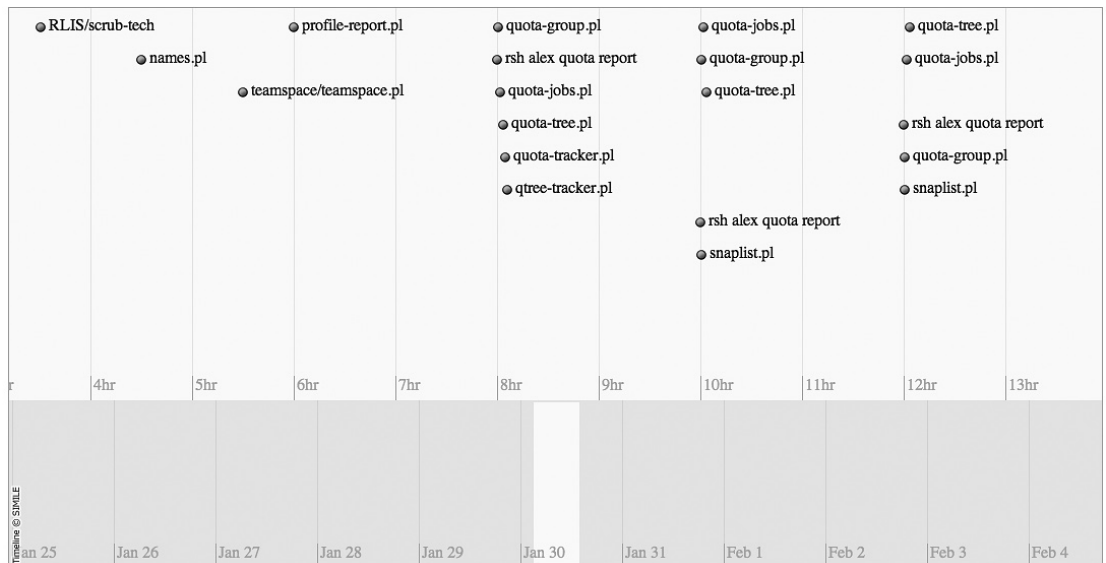 RLIS/scrub-tech profile-report.pl quota-group.pl quota-jobs.pl quota-tree.pl
names.pl rsh alex quota report quota-group.pl quota-jobs.pl
teamspace/teamspace.pl quota-jobs.pl quota-tree.pl
quota-tree.pl rsh alex quota report
quota-tracker.pl quota-group.pl
qtree-tracker.pl snaplist.pl
rsh alex quota report
snaplist.pl
r 4hr 5hr 6hr 7hr 8hr 9hr 10hr 11hr 12hr 13hr
Timeline © SIMILE
an 25 Jan 26 Jan 27 Jan 28 Jan 29 Jan 30 Jan 31 Feb 1 Feb 2 Feb 3 Feb 4